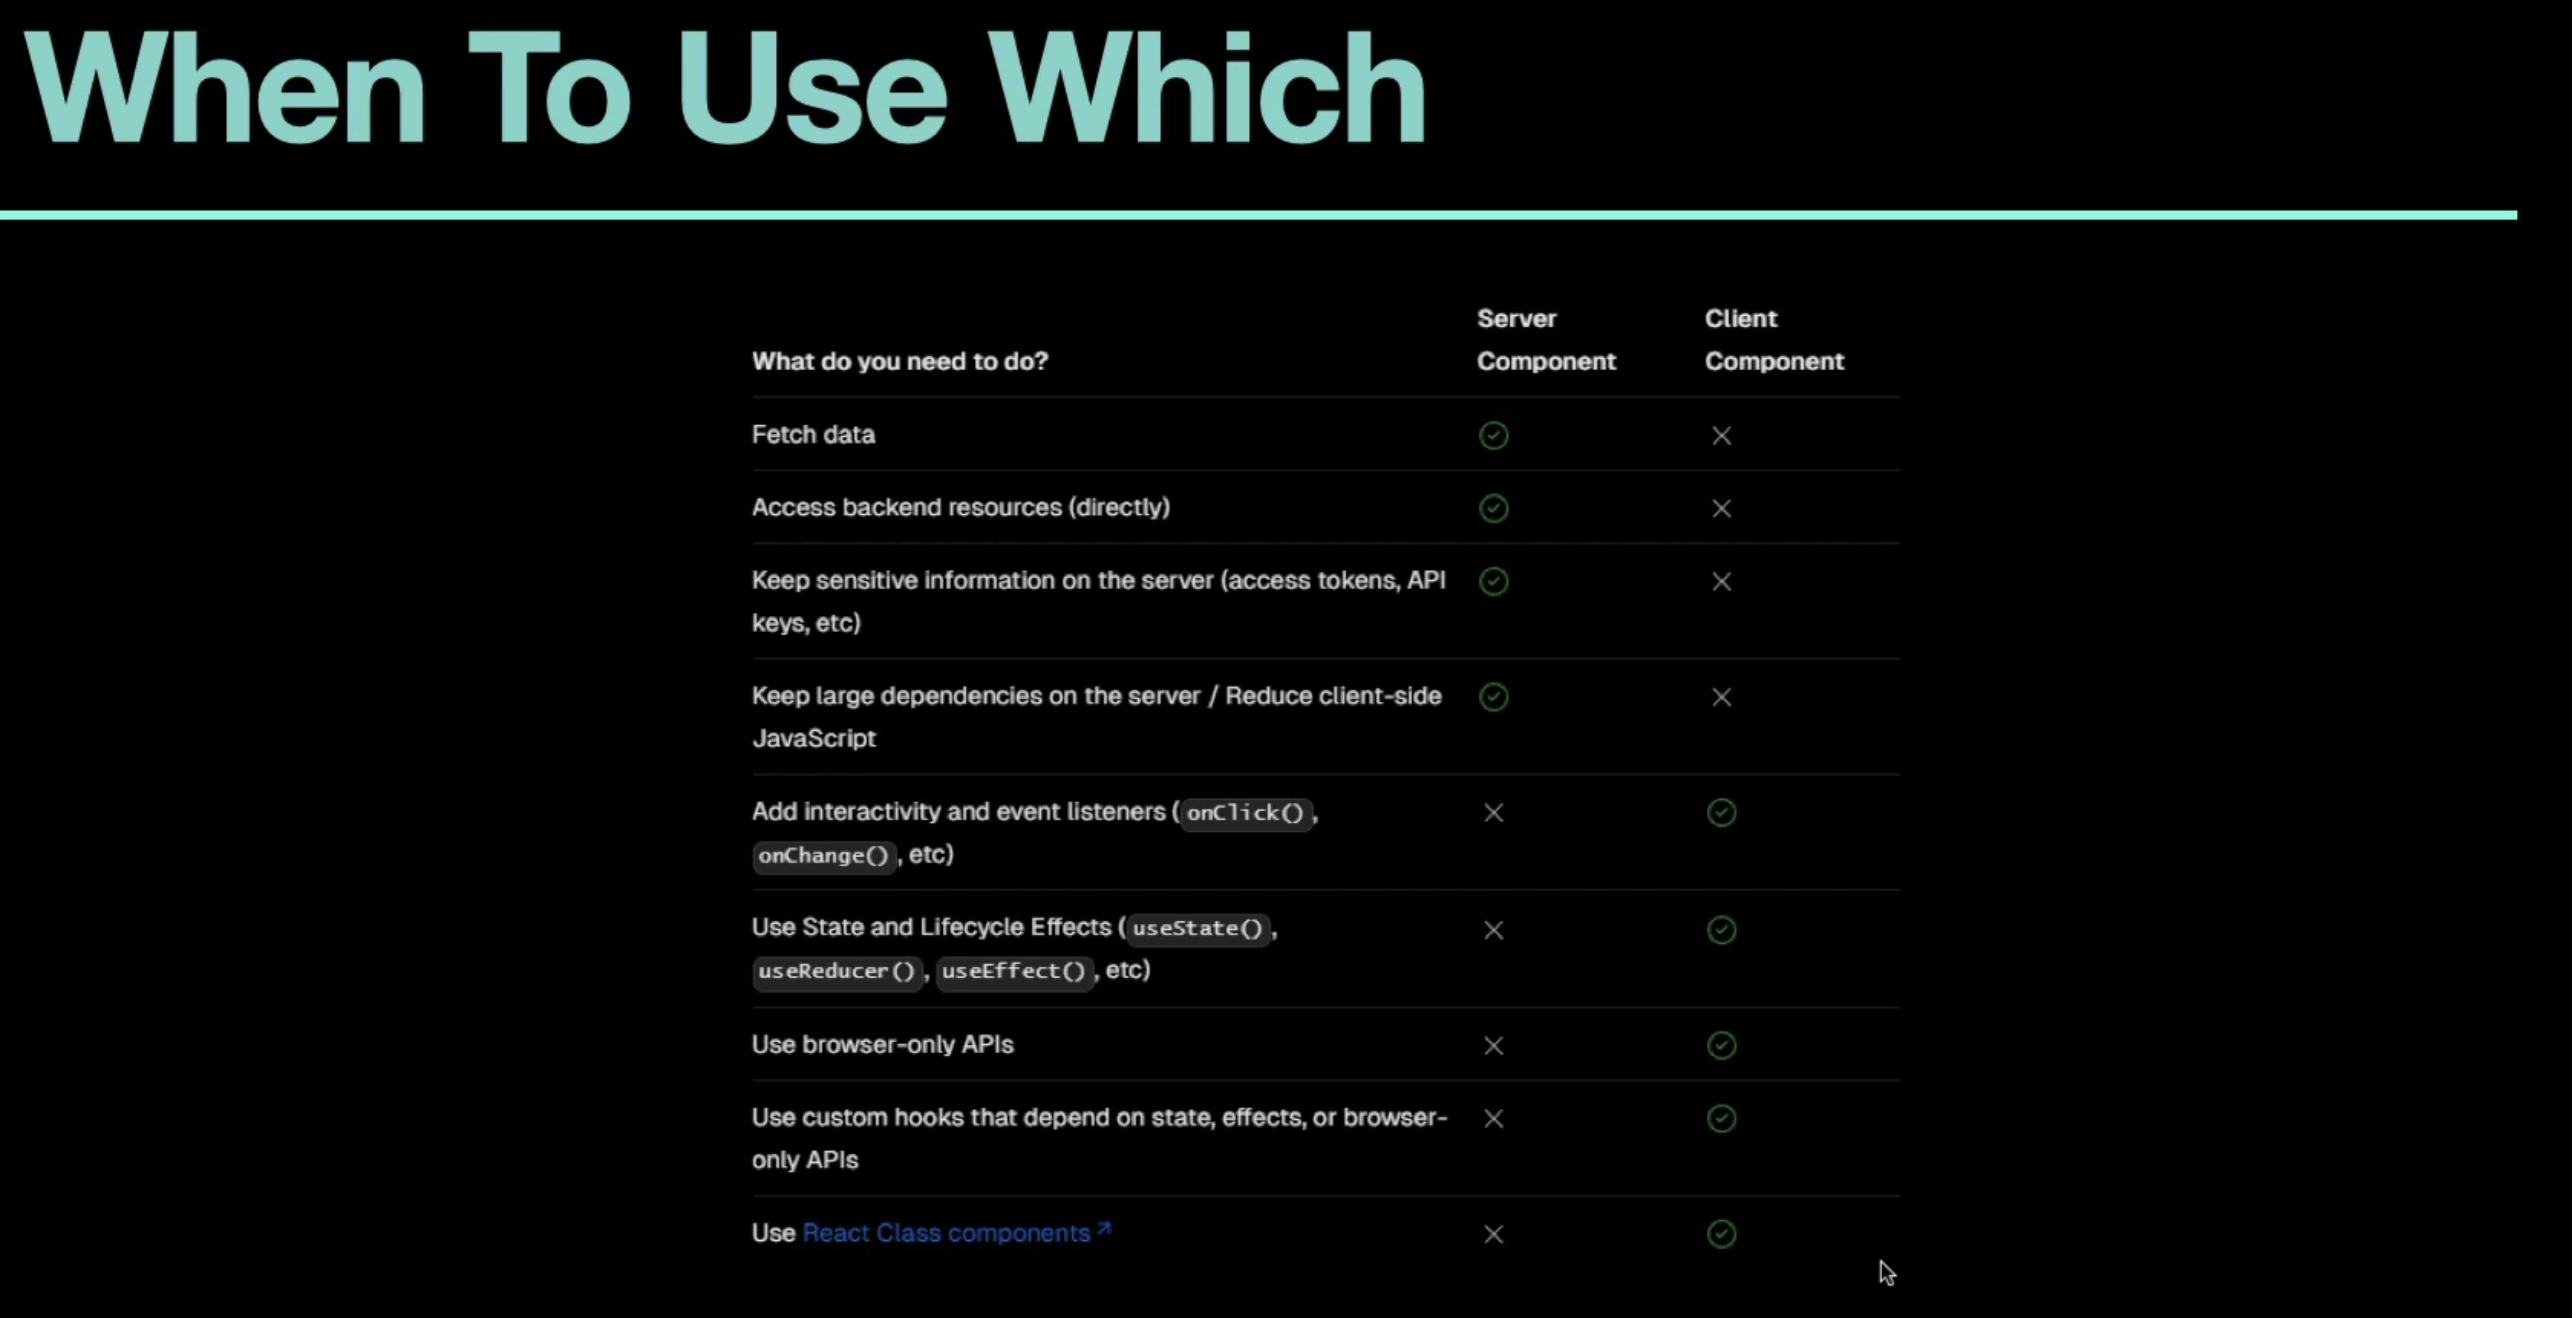 When To Use Which
Server
Component
Client
Component
What do you need to do?
Fetch data
Access backend resources (directly)
Keep sensitive information on the server (access tokens, API
keys, etc)
Keep large dependencies on the server / Reduce client-side
JavaScript
Add interactivity and event listeners ( onClick() ,
onChange() , etc)
Use State and Lifecycle Effects ( useState() ,
useReducer() , useEffect() , etc)
Use browser-only APIs
Use custom hooks that depend on state, effects, or browser-
only APIs
Use React Class components